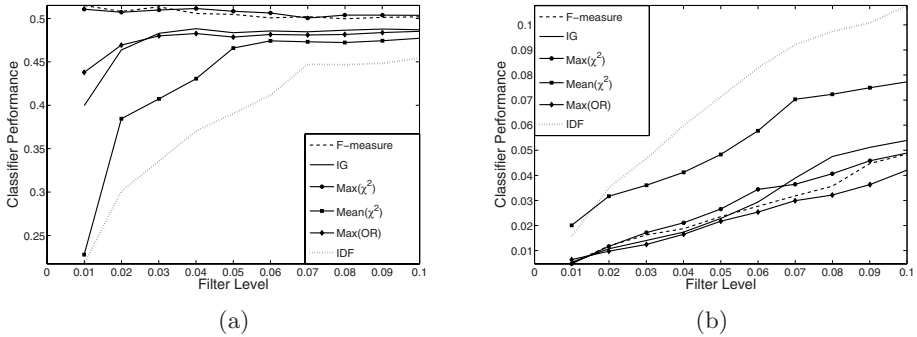 0.5
0.45
0.4
0.35
0.3
0.25
Classifier Performance
F-measure
IG
Max(χ²)
Mean(χ²)
Max(OR)
IDF
0 0.01 0.02 0.03 0.04 0.05 0.06 0.07 0.08 0.09 0.1
Filter Level
(a)
0.1
0.09
0.08
0.07
0.06
0.05
0.04
0.03
0.02
0.01
Classifier Performance
F-measure
IG
Max(χ²)
Mean(χ²)
Max(OR)
IDF
0 0.01 0.02 0.03 0.04 0.05 0.06 0.07 0.08 0.09 0.1
Filter Level
(b)